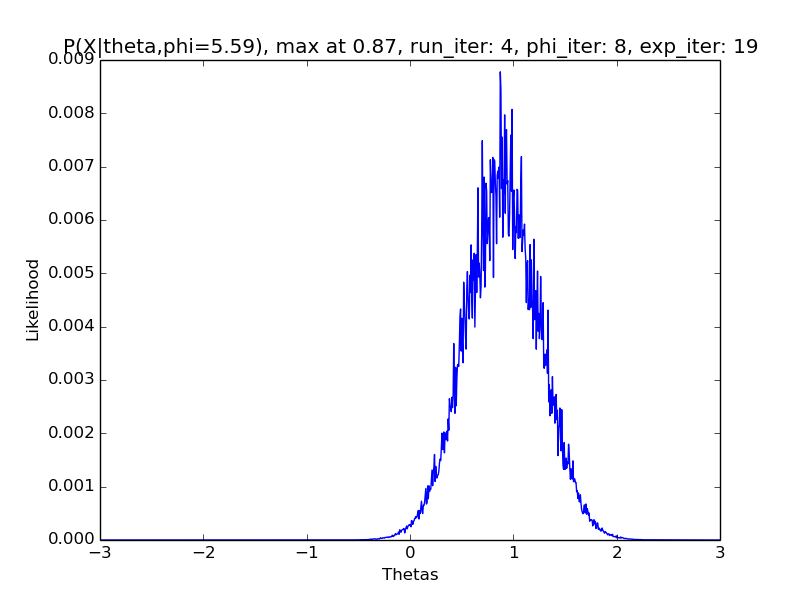 P(X|theta,phi=5.59), max at 0.87, run_iter: 4, phi_iter: 8, exp_iter: 19
0.009
0.008
0.007
0.006
0.005
0.004
0.003
0.002
0.001
0.000
Likelihood
−3 −2 −1 0 1 2 3
Thetas